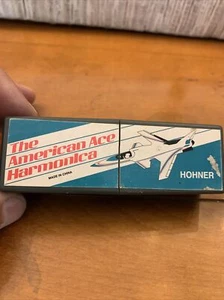 The
American Ace
Harmonica
MADE IN CHINA
HOHNER